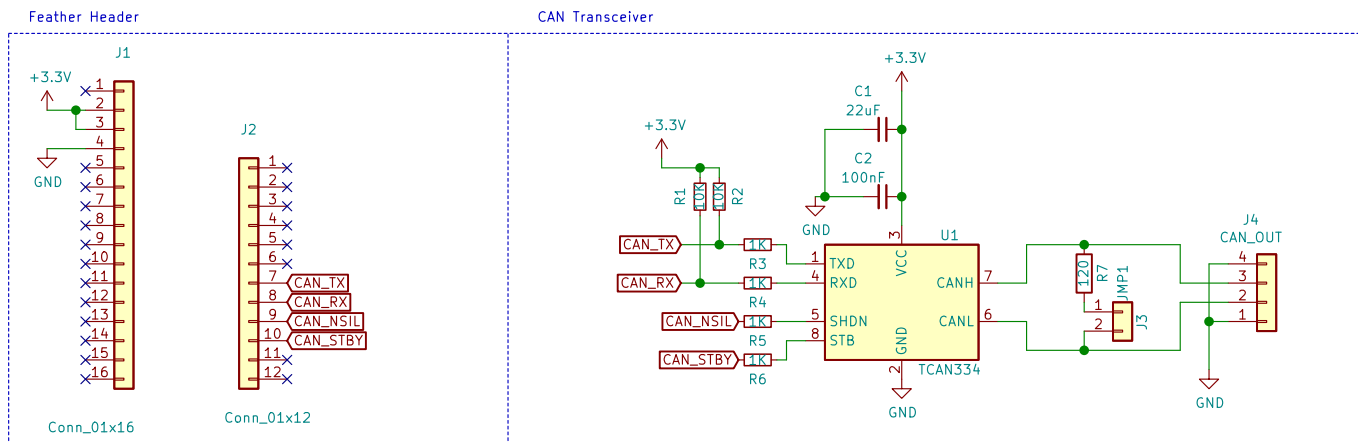 Feather Header
CAN Transceiver
J1
+3.3V
1
2
3
4
5
6
7
8
9
10
11
12
13
14
15
16
GND
Conn_01x16
J2
1
2
3
4
5
6
7
8
9
10
11
12
CAN_TX
CAN_RX
CAN_NSIL
CAN_STBY
Conn_01x12
+3.3V
C1
22uF
C2
100nF
GND
+3.3V
R1
10K
10K
R2
CAN_TX
1K
R3
CAN_RX
1K
R4
CAN_NSIL
1K
R5
CAN_STBY
1K
R6
U1
3
VCC
1
TXD
4
RXD
5
SHDN
8
STB
CANH
7
CANL
6
GND
2
TCAN334
GND
120
R7
JMP1
1
2
J3
J4
CAN_OUT
4
3
2
1
GND